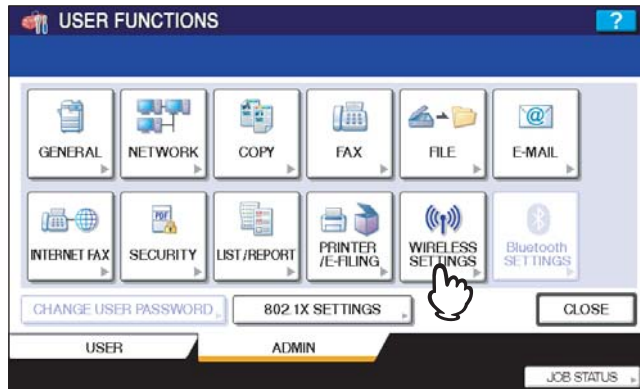 USER FUNCTIONS
?
GENERAL
NETWORK
COPY
FAX
FILE
E-MAIL
INTERNET FAX
SECURITY
LIST/REPORT
PRINTER
/E-FILING
WIRELESS
SETTINGS
Bluetooth
SETTINGS
CHANGE USER PASSWORD
802.1X SETTINGS
CLOSE
USER
ADMIN
JOB STATUS